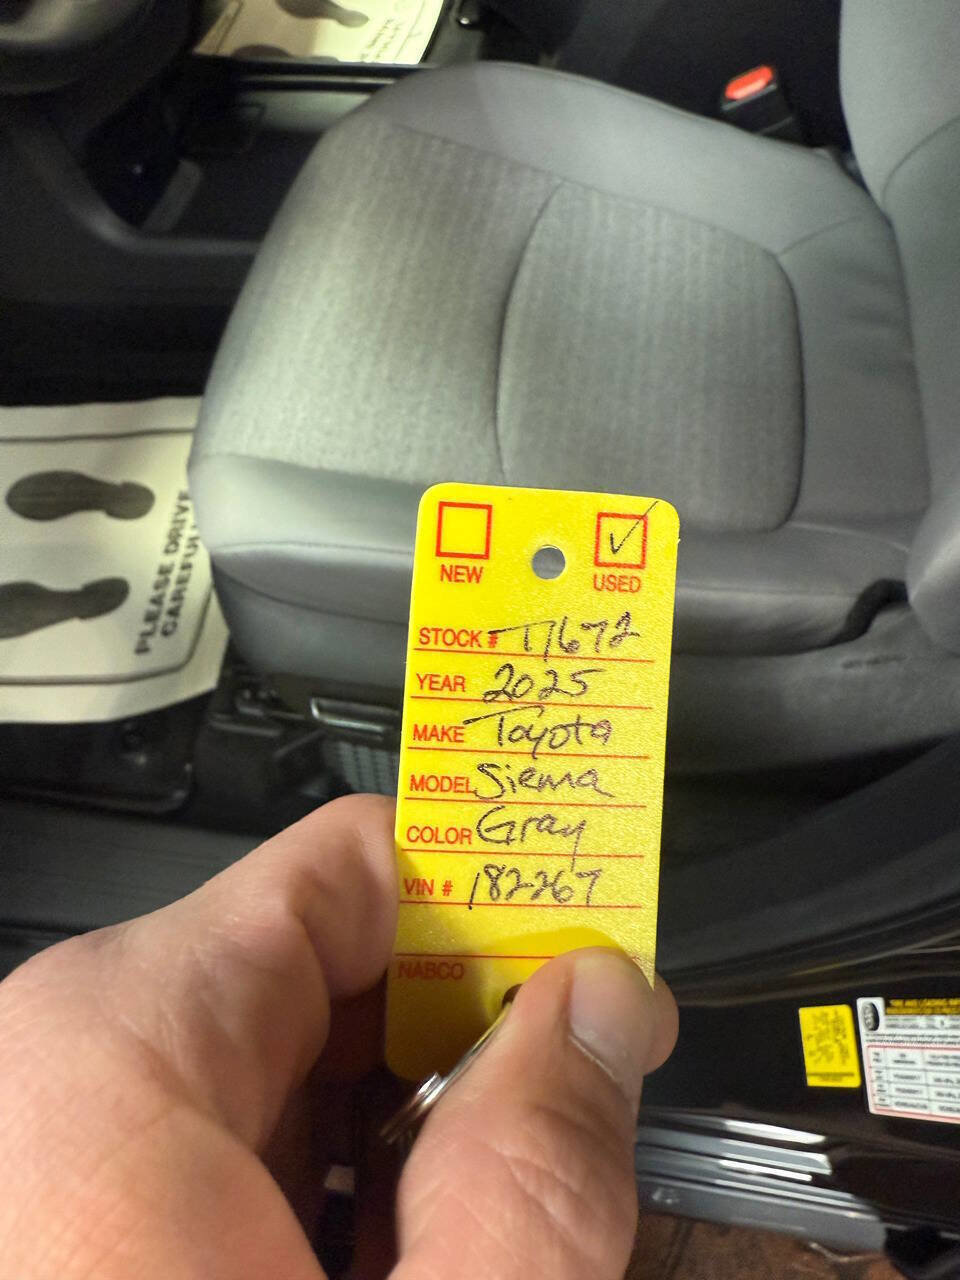 NEW
USED
STOCK # T1672
YEAR 2025
MAKE Toyota
MODEL Sienna
COLOR Gray
VIN # 182267
NABCO
PLEASE DRIVE
CAREFULLY